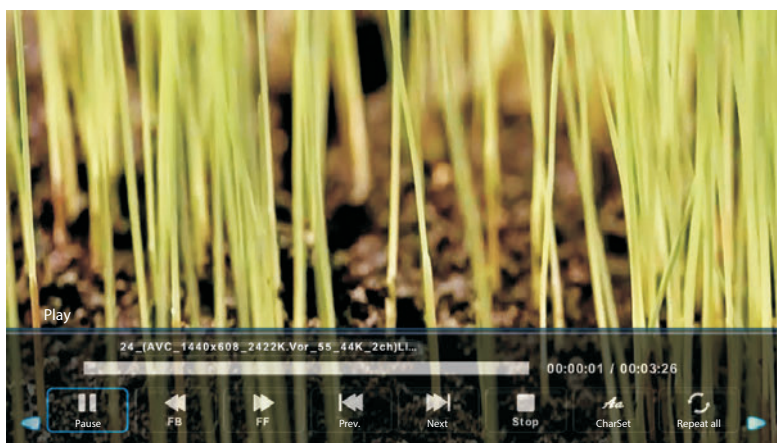 Play
24_(AVC_1440x608_2422K.Vor_55_44K_2ch)Li...
00:00:01 / 00:03:26
Pause FB FF Prev. Next Stop Aa CharSet Repeat all